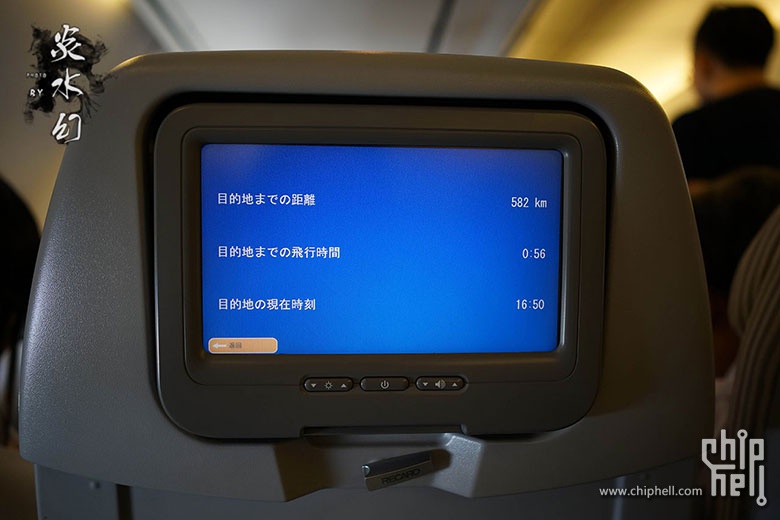 炎水幻
PHOTO
BY
目的地までの距離 582 km
目的地までの飛行時間 0:56
目的地の現在時刻 16:50
RECARO
www.chiphell.com
chip
hell